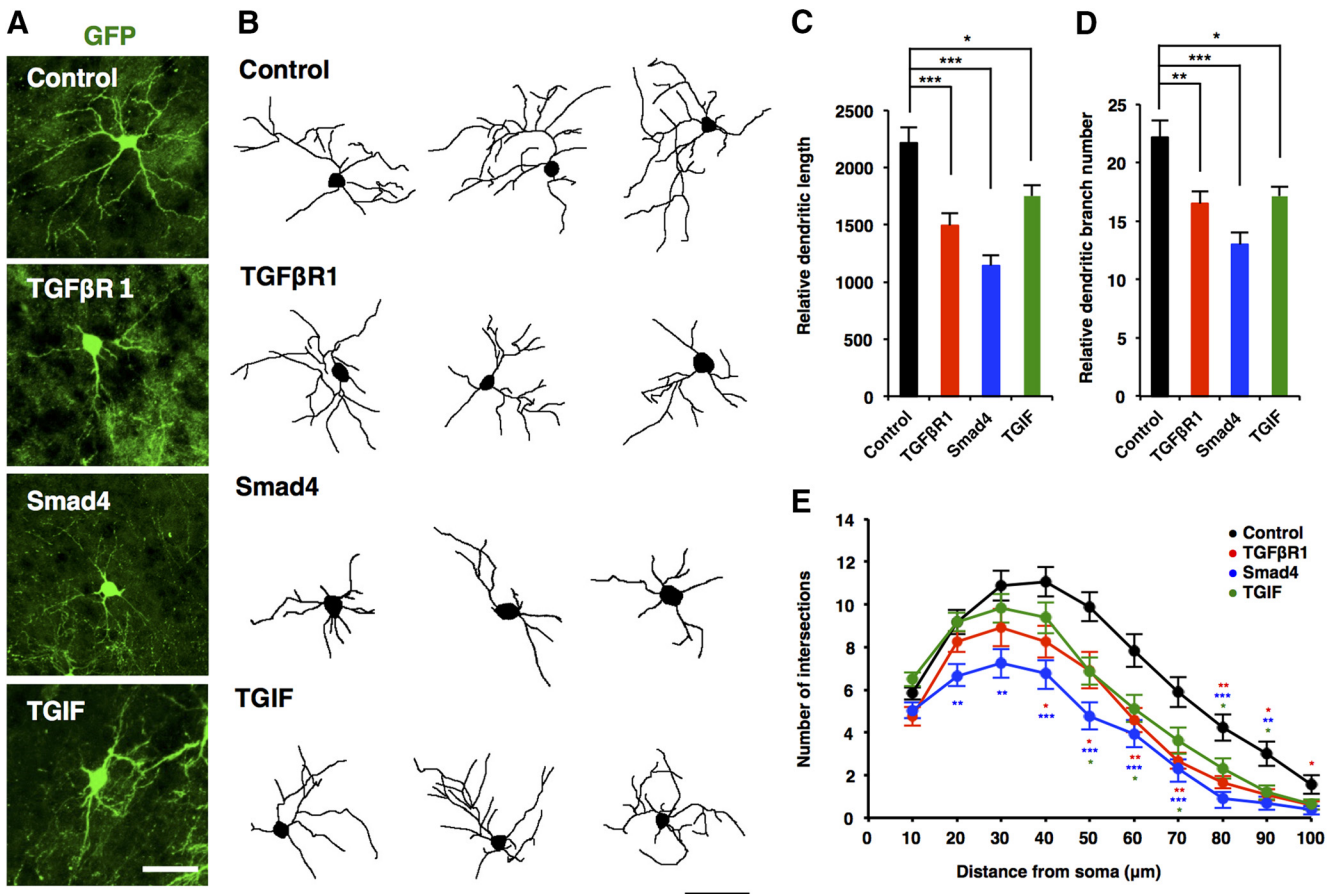 A
GFP
Control
TGFβR 1
Smad4
TGIF
B
Control
TGFβR1
Smad4
TGIF
C
*
***
***
Relative dendritic length
2500
2000
1500
1000
500
0
Control
TGFβR1
Smad4
TGIF
D
*
***
**
Relative dendritic branch number
25
20
15
10
5
0
Control
TGFβR1
Smad4
TGIF
E
Number of intersections
14
12
10
8
6
4
2
0
Control
TGFβR1
Smad4
TGIF
**
**
*
***
*
***
*
**
***
*
**
***
*
**
***
*
*
**
*
*
0 10 20 30 40 50 60 70 80 90 100
Distance from soma (μm)